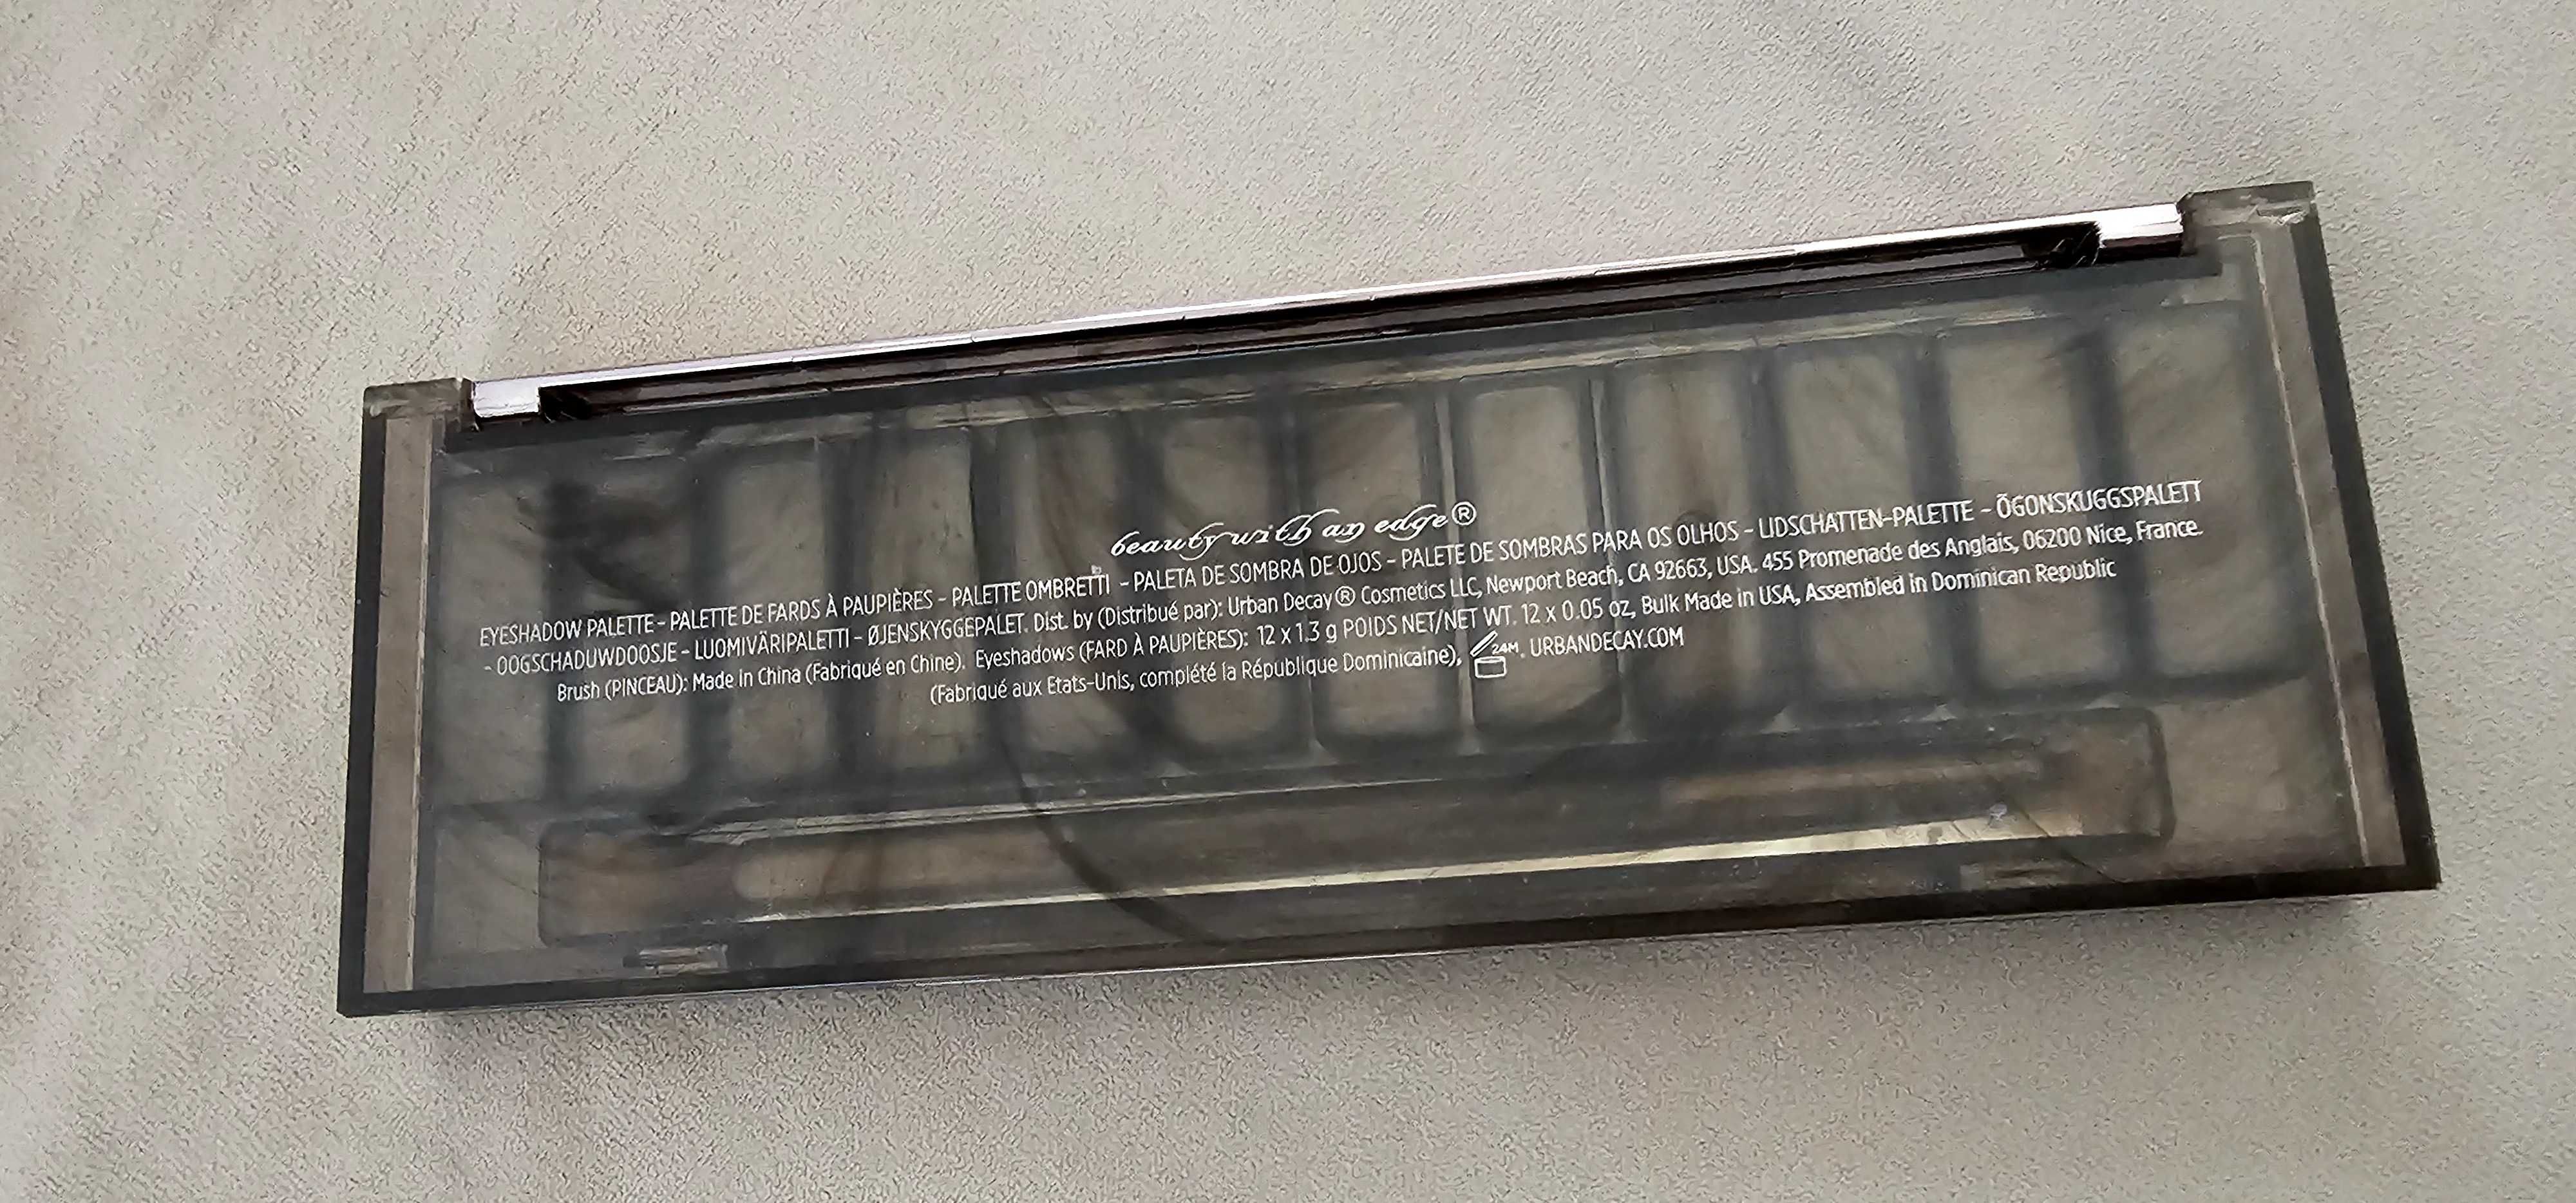 beauty with an edge®
EYESHADOW PALETTE - PALETTE DE FARDS À PAUPIÈRES - PALETTE OMBRETTI - PALETA DE SOMBRA DE OJOS - PALETE DE SOMBRAS PARA OS OLHOS - LIDSCHATTEN-PALETTE - ÕGONSKUGGSPALETT
- OOGSCHADUWDOOSJE - LUOMIVÄRIPALETTI - ØJENSKYGGEPALET. Dist. by (Distribué par): Urban Decay® Cosmetics LLC, Newport Beach, CA 92663, USA. 455 Promenade des Anglais, 06200 Nice, France.
Brush (PINCEAU): Made in China (Fabriqué en Chine). Eyeshadows (FARD À PAUPIÈRES): 12 x 1.3 g POIDS NET/NET WT. 12 x 0.05 oz, Bulk Made in USA, Assembled in Dominican Republic
(Fabriqué aux Etats-Unis, complété la République Dominicaine), 24M. URBANDECAY.COM